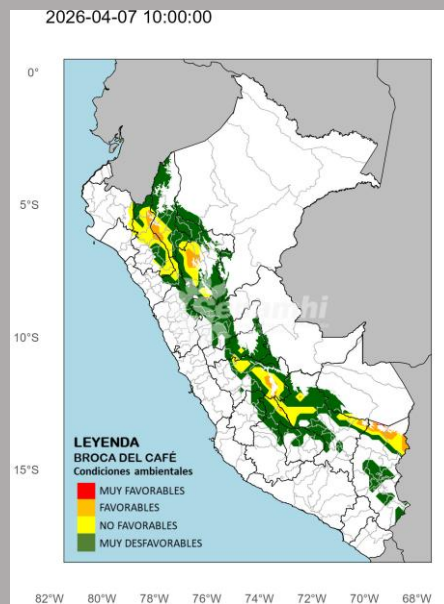 2026-04-07 10:00:00
0°
5°S
10°S
15°S
Senamhi
LEYENDA
BROCA DEL CAFÉ
Condiciones ambientales
MUY FAVORABLES
FAVORABLES
NO FAVORABLES
MUY DESFAVORABLES
82°W 80°W 78°W 76°W 74°W 72°W 70°W 68°W